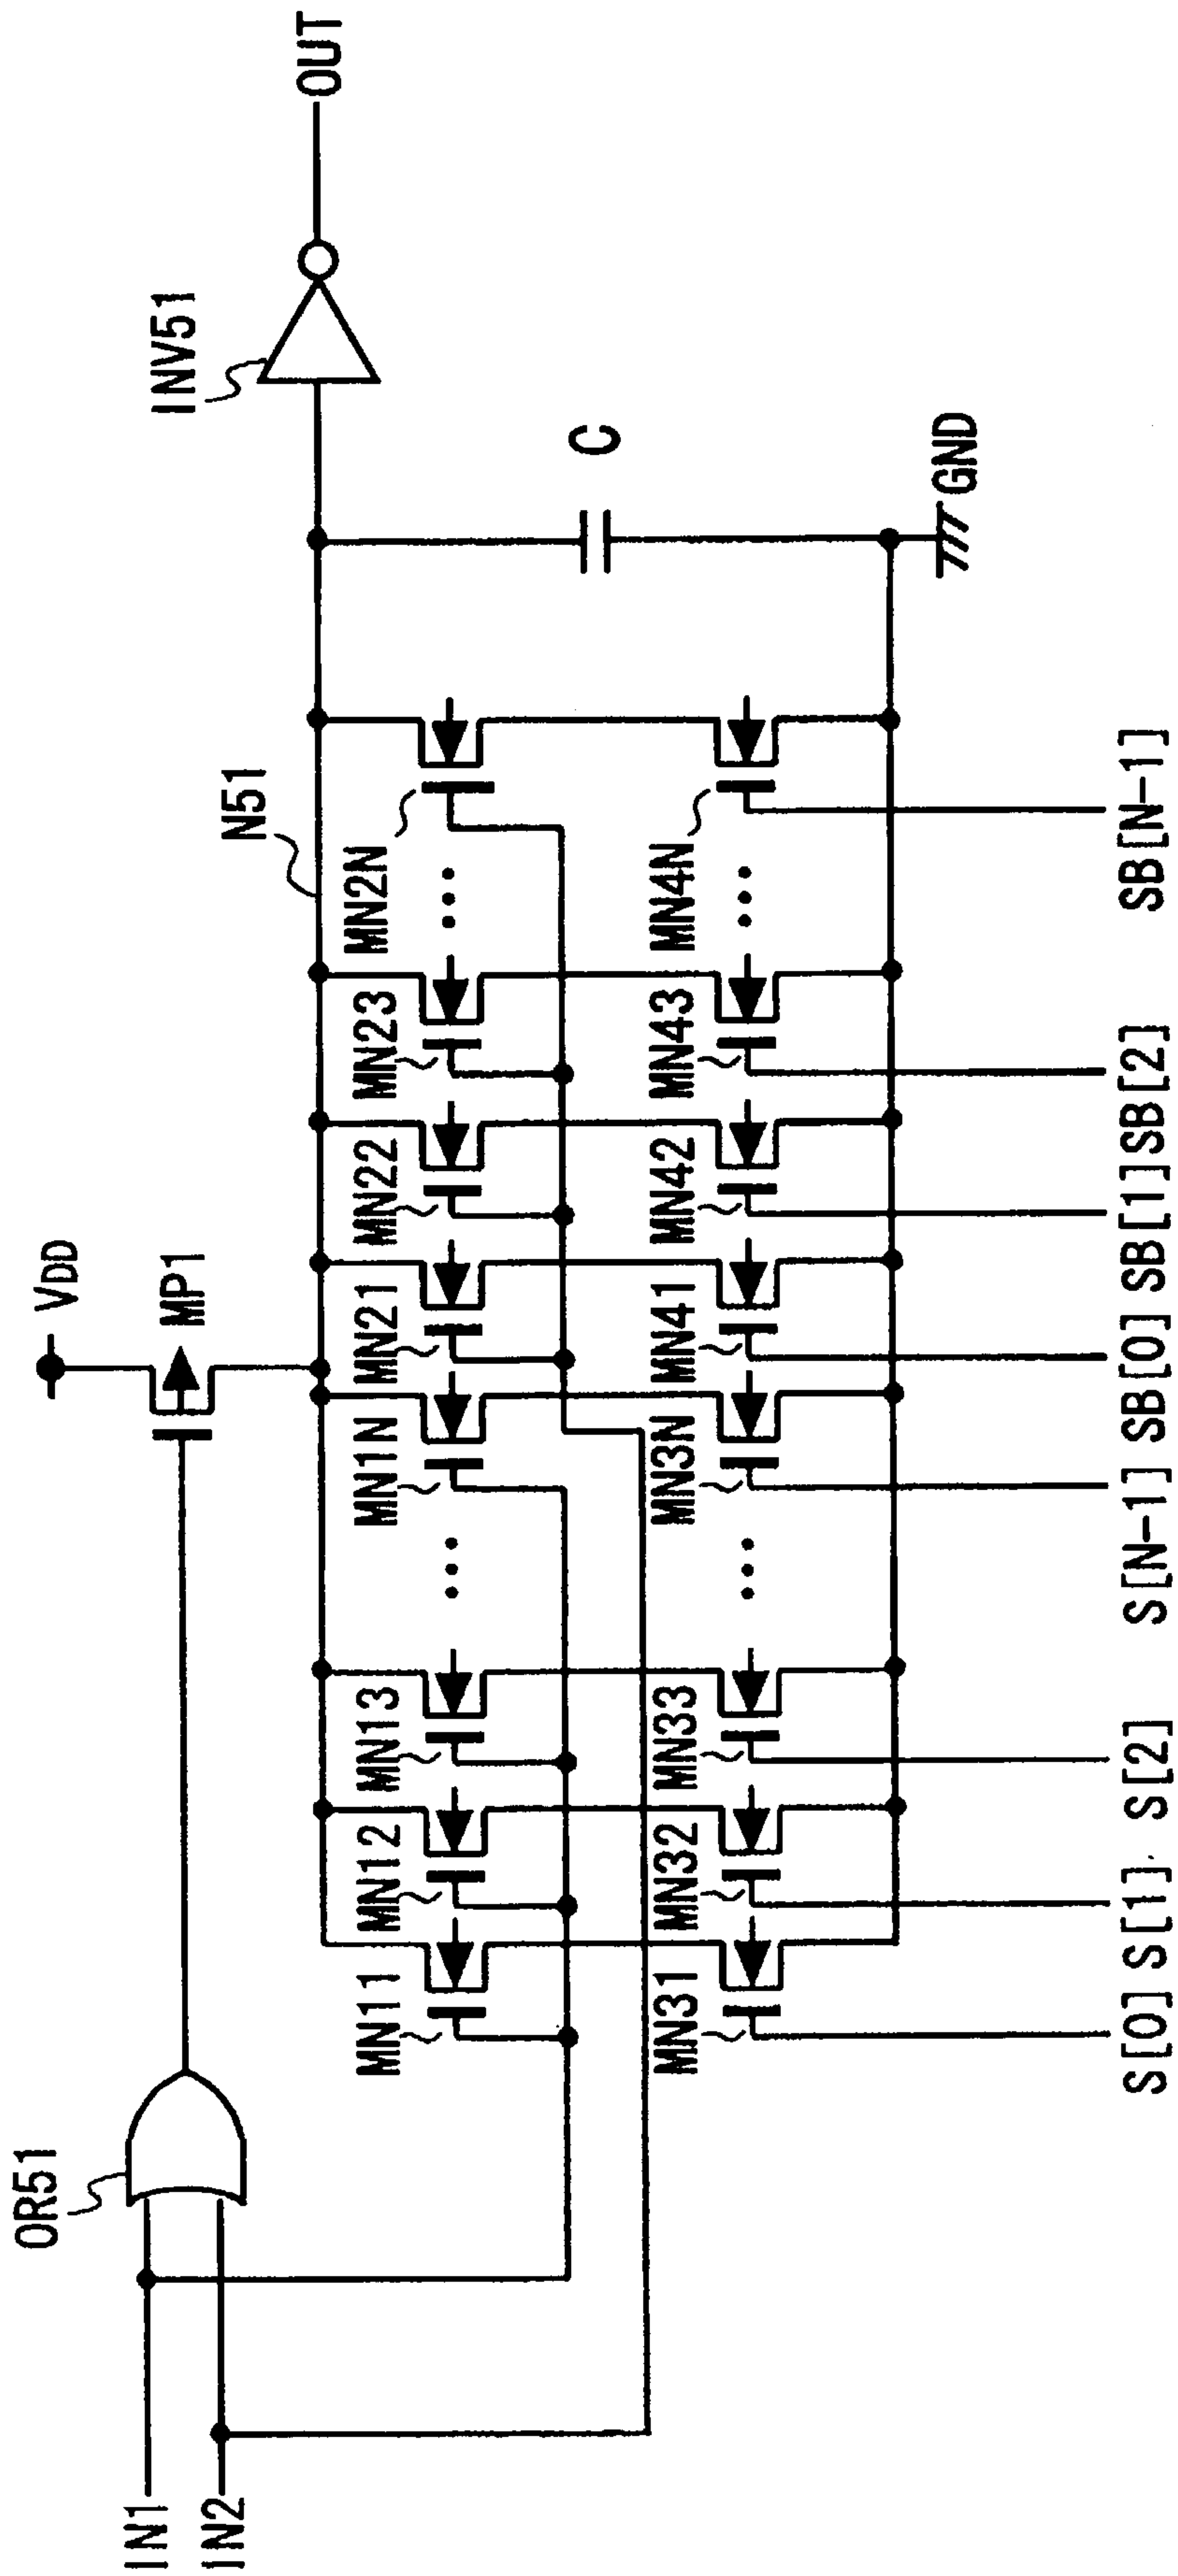 OR51
IN1
IN2
VDD
MP1
N51
INV51
OUT
MN11 MN12 MN13 ... MN1N MN21 MN22 MN23 ... MN2N
C
MN31 MN32 MN33 ... MN3N MN41 MN42 MN43 ... MN4N
GND
S[0] S[1] S[2] S[N-1] SB[0] SB[1] SB[2] SB[N-1]